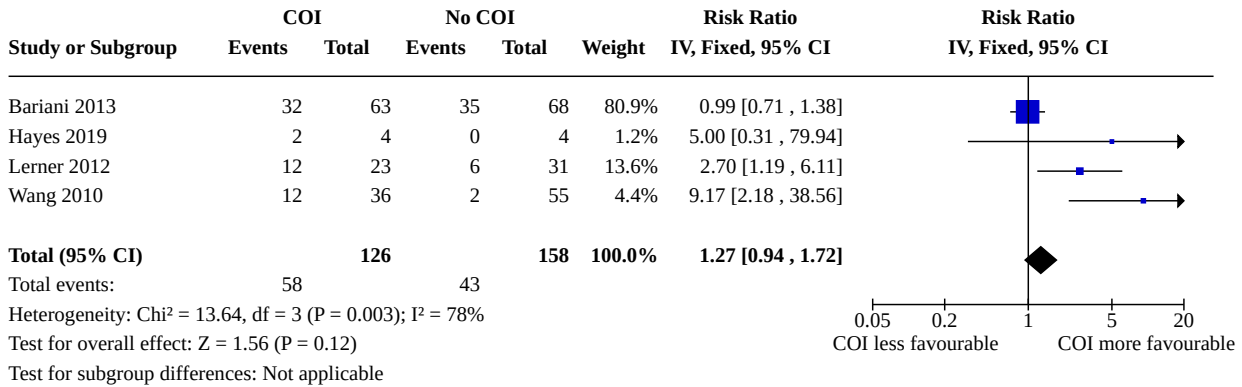 COI No COI Risk Ratio Risk Ratio
Study or Subgroup Events Total Events Total Weight IV, Fixed, 95% CI IV, Fixed, 95% CI
Bariani 2013 32 63 35 68 80.9% 0.99 [0.71 , 1.38]
Hayes 2019 2 4 0 4 1.2% 5.00 [0.31 , 79.94]
Lerner 2012 12 23 6 31 13.6% 2.70 [1.19 , 6.11]
Wang 2010 12 36 2 55 4.4% 9.17 [2.18 , 38.56]
Total (95% CI) 126 158 100.0% 1.27 [0.94 , 1.72]
Total events: 58 43
Heterogeneity: Chi² = 13.64, df = 3 (P = 0.003); I² = 78%
0.05 0.2 1 5 20
Test for overall effect: Z = 1.56 (P = 0.12)
COI less favourable COI more favourable
Test for subgroup differences: Not applicable